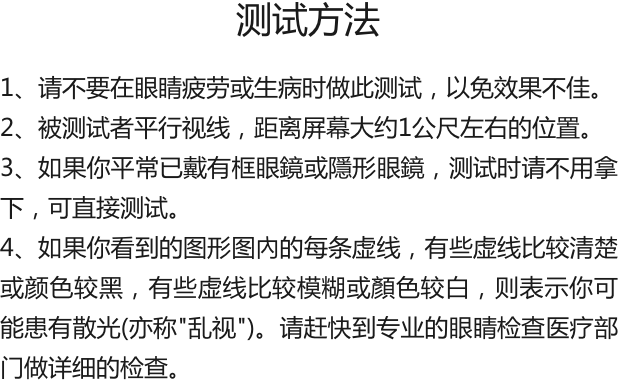 测试方法
1、请不要在眼睛疲劳或生病时做此测试，以免效果不佳。
2、被测试者平行视线，距离屏幕大约1公尺左右的位置。
3、如果你平常已戴有框眼鏡或隱形眼鏡，测试时请不用拿
下，可直接测试。
4、如果你看到的图形图内的每条虚线，有些虚线比较清楚
或颜色较黑，有些虚线比较模糊或顏色较白，则表示你可
能患有散光(亦称"乱视")。请赶快到专业的眼睛检查医疗部
门做详细的检查。